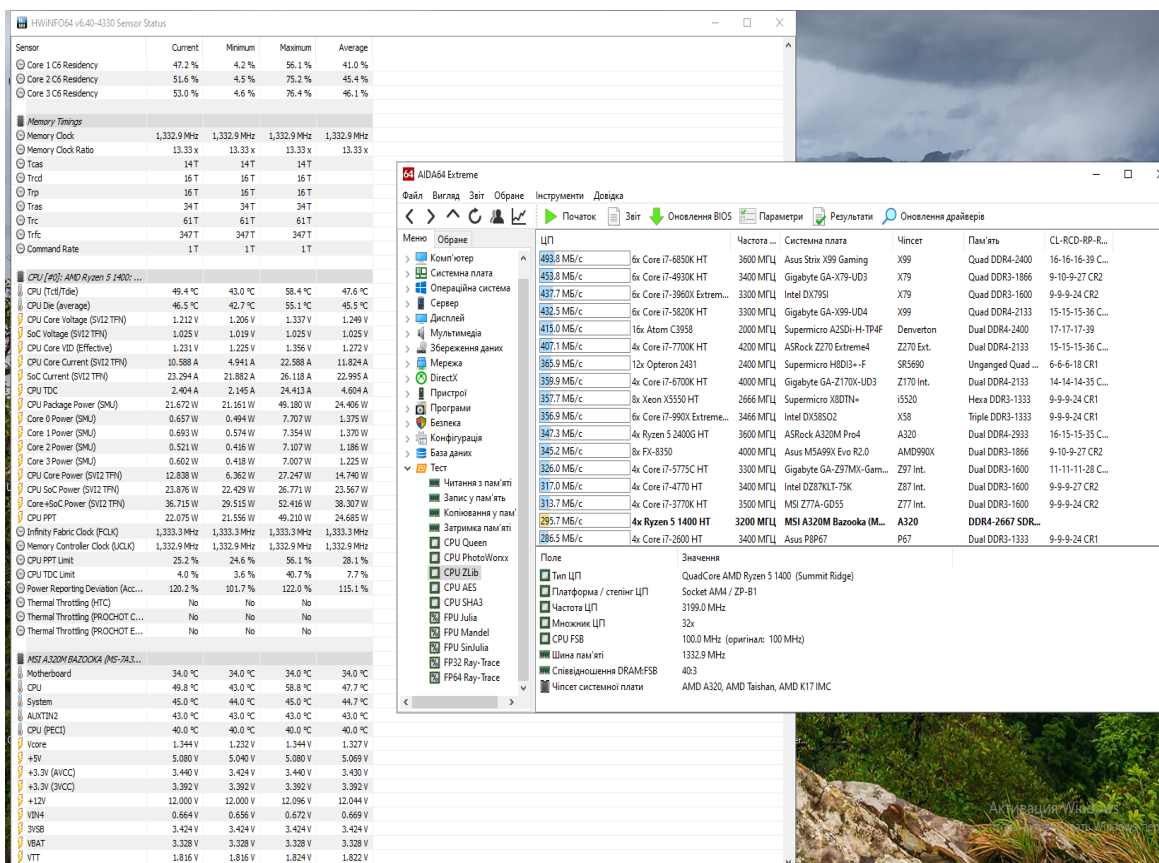 HWiNFO64 v6.40-4330 Sensor Status
Sensor Current Minimum Maximum Average
Core 1 C6 Residency 47.2 % 4.2 % 56.1 % 41.0 %
Core 2 C6 Residency 51.6 % 4.5 % 75.2 % 45.4 %
Core 3 C6 Residency 53.0 % 4.6 % 76.4 % 46.1 %
Memory Timings
Memory Clock 1,332.9 MHz 1,332.9 MHz 1,332.9 MHz 1,332.9 MHz
Memory Clock Ratio 13.33 x 13.33 x 13.33 x 13.33 x
Tcas 14 T 14 T 14 T
Trcd 16 T 16 T 16 T
Trp 16 T 16 T 16 T
Tras 34 T 34 T 34 T
Trc 61 T 61 T 61 T
Trfc 347 T 347 T 347 T
Command Rate 1 T 1 T 1 T
CPU [#0]: AMD Ryzen 5 1400: ...
CPU (Tctl/Tdie) 49.4 °C 43.0 °C 58.4 °C 47.6 °C
CPU Die (average) 46.5 °C 42.7 °C 55.1 °C 45.5 °C
CPU Core Voltage (SVI2 TFN) 1.212 V 1.206 V 1.337 V 1.249 V
SoC Voltage (SVI2 TFN) 1.025 V 1.019 V 1.025 V 1.025 V
CPU Core VID (Effective) 1.231 V 1.225 V 1.356 V 1.272 V
CPU Core Current (SVI2 TFN) 10.588 A 4.941 A 22.588 A 11.824 A
SoC Current (SVI2 TFN) 23.294 A 21.882 A 26.118 A 22.995 A
CPU TDC 2.404 A 2.145 A 24.413 A 4.604 A
CPU Package Power (SMU) 21.672 W 21.161 W 49.180 W 24.406 W
Core 0 Power (SMU) 0.657 W 0.494 W 7.707 W 1.375 W
Core 1 Power (SMU) 0.693 W 0.574 W 7.354 W 1.370 W
Core 2 Power (SMU) 0.521 W 0.416 W 7.107 W 1.186 W
Core 3 Power (SMU) 0.602 W 0.418 W 7.007 W 1.225 W
CPU Core Power (SVI2 TFN) 12.838 W 6.362 W 27.247 W 14.740 W
CPU SoC Power (SVI2 TFN) 23.876 W 22.429 W 26.771 W 23.567 W
Core+SoC Power (SVI2 TFN) 36.715 W 29.515 W 52.416 W 38.307 W
CPU PPT 22.075 W 21.556 W 49.210 W 24.685 W
Infinity Fabric Clock (FCLK) 1,333.3 MHz 1,333.3 MHz 1,333.3 MHz 1,333.3 MHz
Memory Controller Clock (UCLK) 1,332.9 MHz 1,332.9 MHz 1,332.9 MHz 1,332.9 MHz
CPU PPT Limit 25.2 % 24.6 % 56.1 % 28.1 %
CPU TDC Limit 4.0 % 3.6 % 40.7 % 7.7 %
Power Reporting Deviation (Acc... 120.2 % 101.7 % 122.0 % 115.1 %
Thermal Throttling (HTC) No No No
Thermal Throttling (PROCHOT C... No No No
Thermal Throttling (PROCHOT E... No No No
MSI A320M BAZOOKA (MS-7A3...
Motherboard 34.0 °C 34.0 °C 34.0 °C 34.0 °C
CPU 49.8 °C 43.0 °C 58.8 °C 47.7 °C
System 45.0 °C 44.0 °C 45.0 °C 44.7 °C
AUXTIN2 43.0 °C 43.0 °C 43.0 °C 43.0 °C
CPU (PECI) 40.0 °C 40.0 °C 40.0 °C 40.0 °C
Vcore 1.344 V 1.232 V 1.344 V 1.327 V
+5V 5.080 V 5.040 V 5.080 V 5.069 V
+3.3V (AVCC) 3.440 V 3.424 V 3.440 V 3.430 V
+3.3V (3VCC) 3.392 V 3.392 V 3.392 V 3.392 V
+12V 12.000 V 12.000 V 12.096 V 12.044 V
VIN4 0.664 V 0.656 V 0.672 V 0.669 V
3VSB 3.424 V 3.424 V 3.424 V 3.424 V
VBAT 3.328 V 3.328 V 3.328 V 3.328 V
VTT 1.816 V 1.816 V 1.824 V 1.822 V
64 AIDA64 Extreme
Файл Вигляд Звіт Обране Інструменти Довідка
Початок Звіт Оновлення BIOS Параметри Результати Оновлення драйверів
Меню Обране
Комп'ютер
Системна плата
Операційна система
Сервер
Дисплей
Мультимедіа
Збереження даних
Мережа
DirectX
Пристрої
Програми
Безпека
Конфігурація
База даних
Тест
Читання з пам'яті
Запис у пам'ять
Копіювання у пам'
Затримка пам'яті
CPU Queen
CPU PhotoWorxx
CPU ZLib
CPU AES
CPU SHA3
FPU Julia
FPU Mandel
FPU SinJulia
FP32 Ray-Trace
FP64 Ray-Trace
ЦП Частота ... Системна плата Чипсет Пам'ять CL-RCD-RP-R...
493.8 МБ/с 6x Core i7-6850K HT 3600 МГЦ Asus Strix X99 Gaming X99 Quad DDR4-2400 16-16-16-39 C...
453.8 МБ/с 6x Core i7-4930K HT 3400 МГЦ Gigabyte GA-X79-UD3 X79 Quad DDR3-1866 9-10-9-27 CR2
437.7 МБ/с 6x Core i7-3960X Extrem... 3300 МГЦ Intel DX79SI X79 Quad DDR3-1600 9-9-9-24 CR2
432.5 МБ/с 6x Core i7-5820K HT 3300 МГЦ Gigabyte GA-X99-UD4 X99 Quad DDR4-2133 15-15-15-36 C...
415.0 МБ/с 16x Atom C3958 2000 МГЦ Supermicro A2SDi-H-TP4F Denverton Dual DDR4-2400 17-17-17-39
407.1 МБ/с 4x Core i7-7700K HT 4200 МГЦ ASRock Z270 Extreme4 Z270 Ext. Dual DDR4-2133 15-15-15-36 C...
365.9 МБ/с 12x Opteron 2431 2400 МГЦ Supermicro H8DI3+-F SR5690 Unganged Quad ... 6-6-6-18 CR1
359.9 МБ/с 4x Core i7-6700K HT 4000 МГЦ Gigabyte GA-Z170X-UD3 Z170 Int. Dual DDR4-2133 14-14-14-35 C...
357.7 МБ/с 8x Xeon X5550 HT 2666 МГЦ Supermicro X8DTN+ i5520 Hexa DDR3-1333 9-9-9-24 CR1
356.9 МБ/с 6x Core i7-990X Extreme... 3466 МГЦ Intel DX58SO2 X58 Triple DDR3-1333 9-9-9-24 CR1
347.3 МБ/с 4x Ryzen 5 2400G HT 3600 МГЦ ASRock A320M Pro4 A320 Dual DDR4-2933 16-15-15-35 C...
345.2 МБ/с 8x FX-8350 4000 МГЦ Asus M5A99X Evo R2.0 AMD990X Dual DDR3-1866 9-10-9-27 CR2
326.0 МБ/с 4x Core i7-5775C HT 3300 МГЦ Gigabyte GA-Z97MX-Gam... Z97 Int. Dual DDR3-1600 11-11-11-28 C...
317.0 МБ/с 4x Core i7-4770 HT 3400 МГЦ Intel DZ87KLT-75K Z87 Int. Dual DDR3-1600 9-9-9-27 CR2
313.7 МБ/с 4x Core i7-3770K HT 3500 МГЦ MSI Z77A-GD55 Z77 Int. Dual DDR3-1600 9-9-9-24 CR2
295.7 МБ/с 4x Ryzen 5 1400 HT 3200 МГЦ MSI A320M Bazooka (M... A320 DDR4-2667 SDR...
286.5 МБ/с 4x Core i7-2600 HT 3400 МГЦ Asus P8P67 P67 Dual DDR3-1333 9-9-9-24 CR1
Поле Значення
Тип ЦП QuadCore AMD Ryzen 5 1400 (Summit Ridge)
Платформа / степінг ЦП Socket AM4 / ZP-B1
Частота ЦП 3199.0 MHz
Множник ЦП 32x
CPU FSB 100.0 MHz (оригінал: 100 MHz)
Шина пам'яті 1332.9 MHz
Співвідношення DRAM:FSB 40:3
Чіпсет системної плати AMD A320, AMD Taishan, AMD K17 IMC
Активация Windows